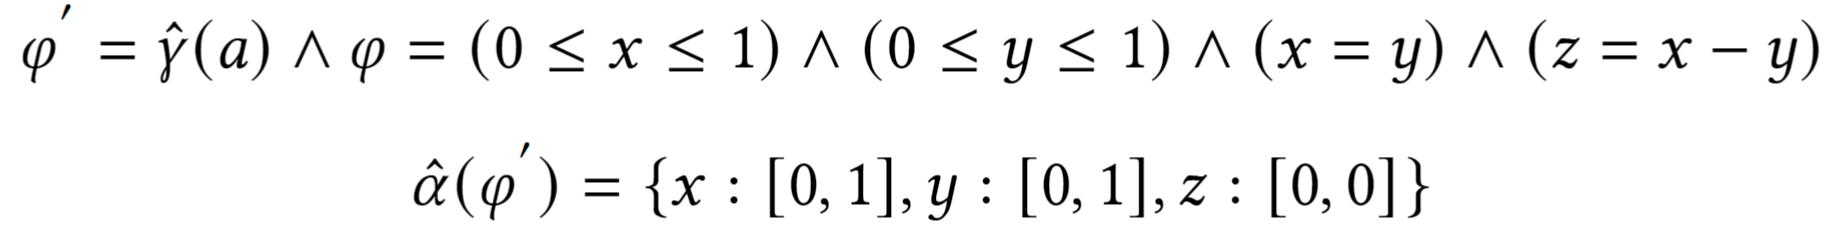 φ′ = γ̂(a) ∧ φ = (0 ≤ x ≤ 1) ∧ (0 ≤ y ≤ 1) ∧ (x = y) ∧ (z = x − y)
α̂(φ′) = {x : [0, 1], y : [0, 1], z : [0, 0]}